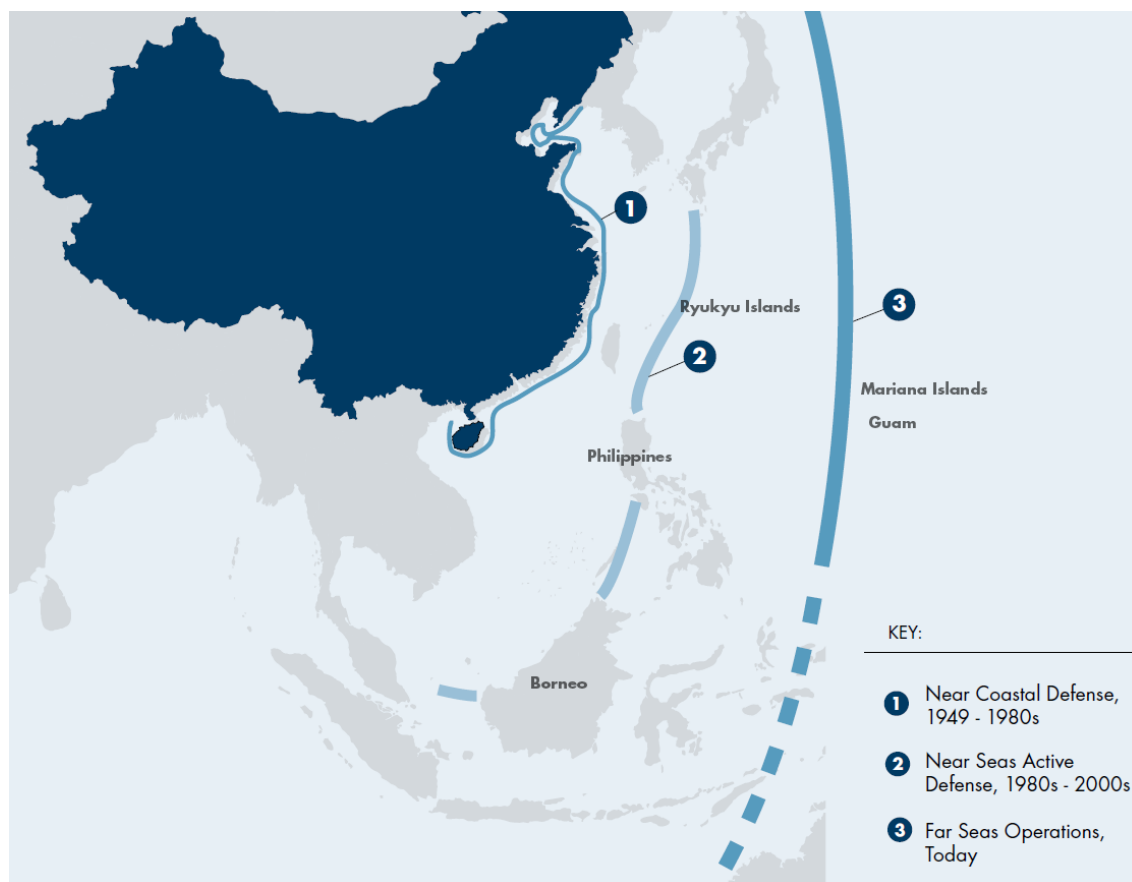 1
Ryukyu Islands
3
2
Mariana Islands
Guam
Philippines
Borneo
KEY:
1 Near Coastal Defense,
1949 - 1980s
2 Near Seas Active
Defense, 1980s - 2000s
3 Far Seas Operations,
Today